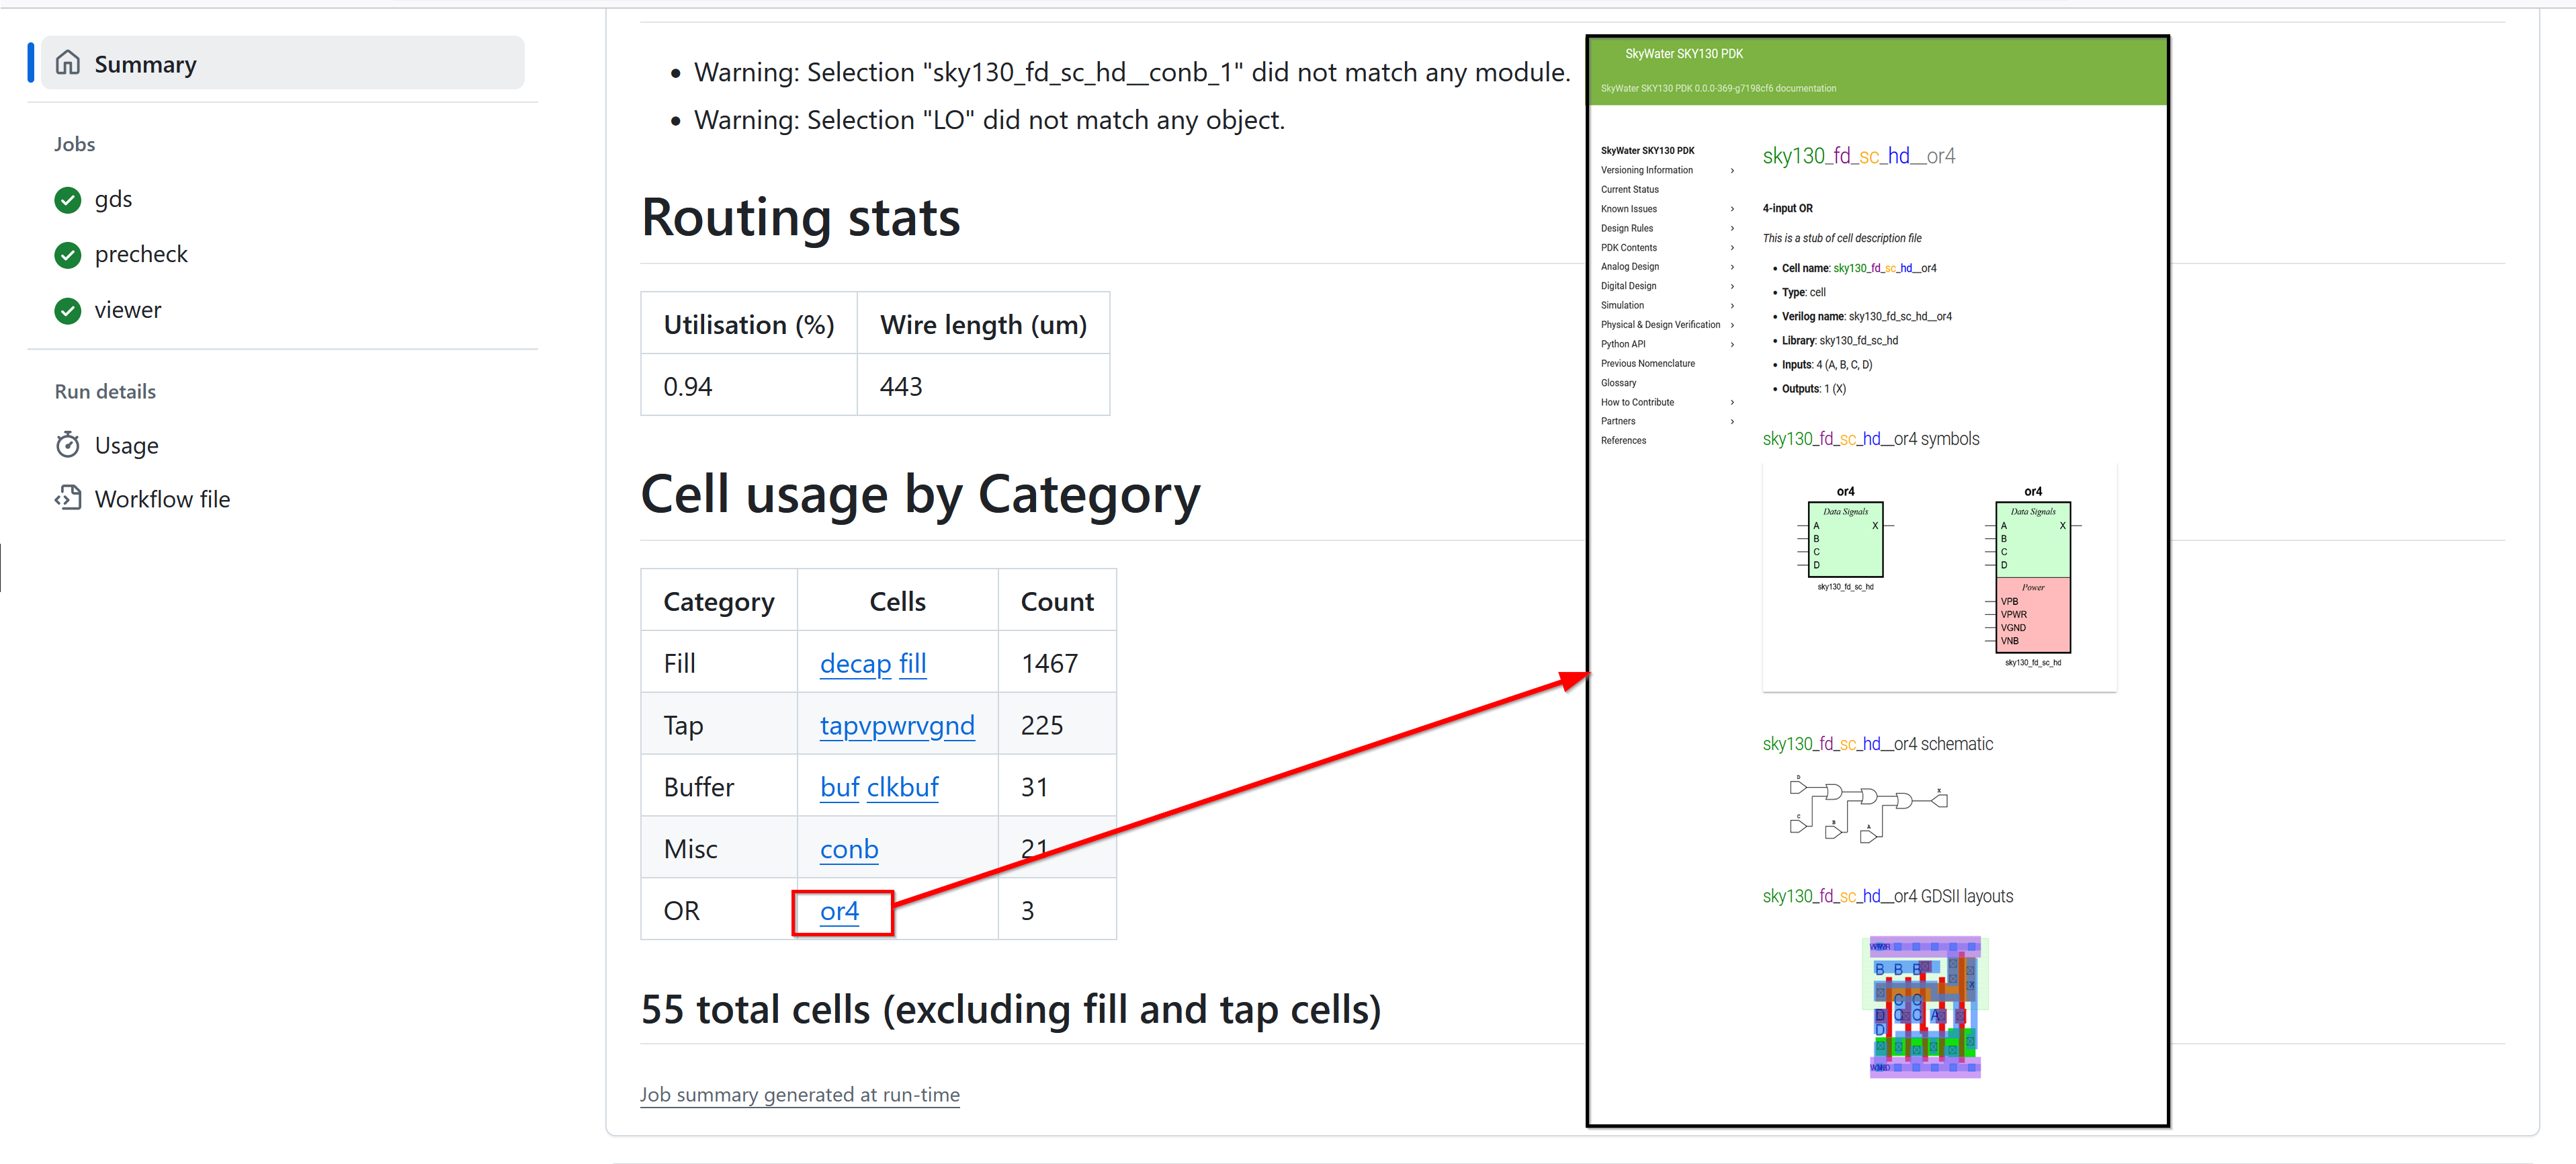 Summary
Jobs
gds
precheck
viewer
Run details
Usage
Workflow file
Warning: Selection "sky130_fd_sc_hd__conb_1" did not match any module.
Warning: Selection "LO" did not match any object.
Routing stats
Utilisation (%) Wire length (um)
0.94 443
Cell usage by Category
Category Cells Count
Fill decap fill 1467
Tap tapvpwrvgnd 225
Buffer buf clkbuf 31
Misc conb 21
OR or4 3
55 total cells (excluding fill and tap cells)
Job summary generated at run-time
SkyWater SKY130 PDK
SkyWater SKY130 PDK 0.0.0-369-g7198cf6 documentation
SkyWater SKY130 PDK
Versioning Information
Current Status
Known Issues
Design Rules
PDK Contents
Analog Design
Digital Design
Simulation
Physical & Design Verification
Python API
Previous Nomenclature
Glossary
How to Contribute
Partners
References
sky130_fd_sc_hd__or4
4-input OR
This is a stub of cell description file
Cell name: sky130_fd_sc_hd__or4
Type: cell
Verilog name: sky130_fd_sc_hd__or4
Library: sky130_fd_sc_hd
Inputs: 4 (A, B, C, D)
Outputs: 1 (X)
sky130_fd_sc_hd__or4 symbols
or4
Data Signals
A X
B
C
D
sky130_fd_sc_hd
or4
Data Signals
A X
B
C
D
Power
VPB
VPWR
VGND
VNB
sky130_fd_sc_hd
sky130_fd_sc_hd__or4 schematic
D
X
C B A
sky130_fd_sc_hd__or4 GDSII layouts
B B B
C C
D C C A
D